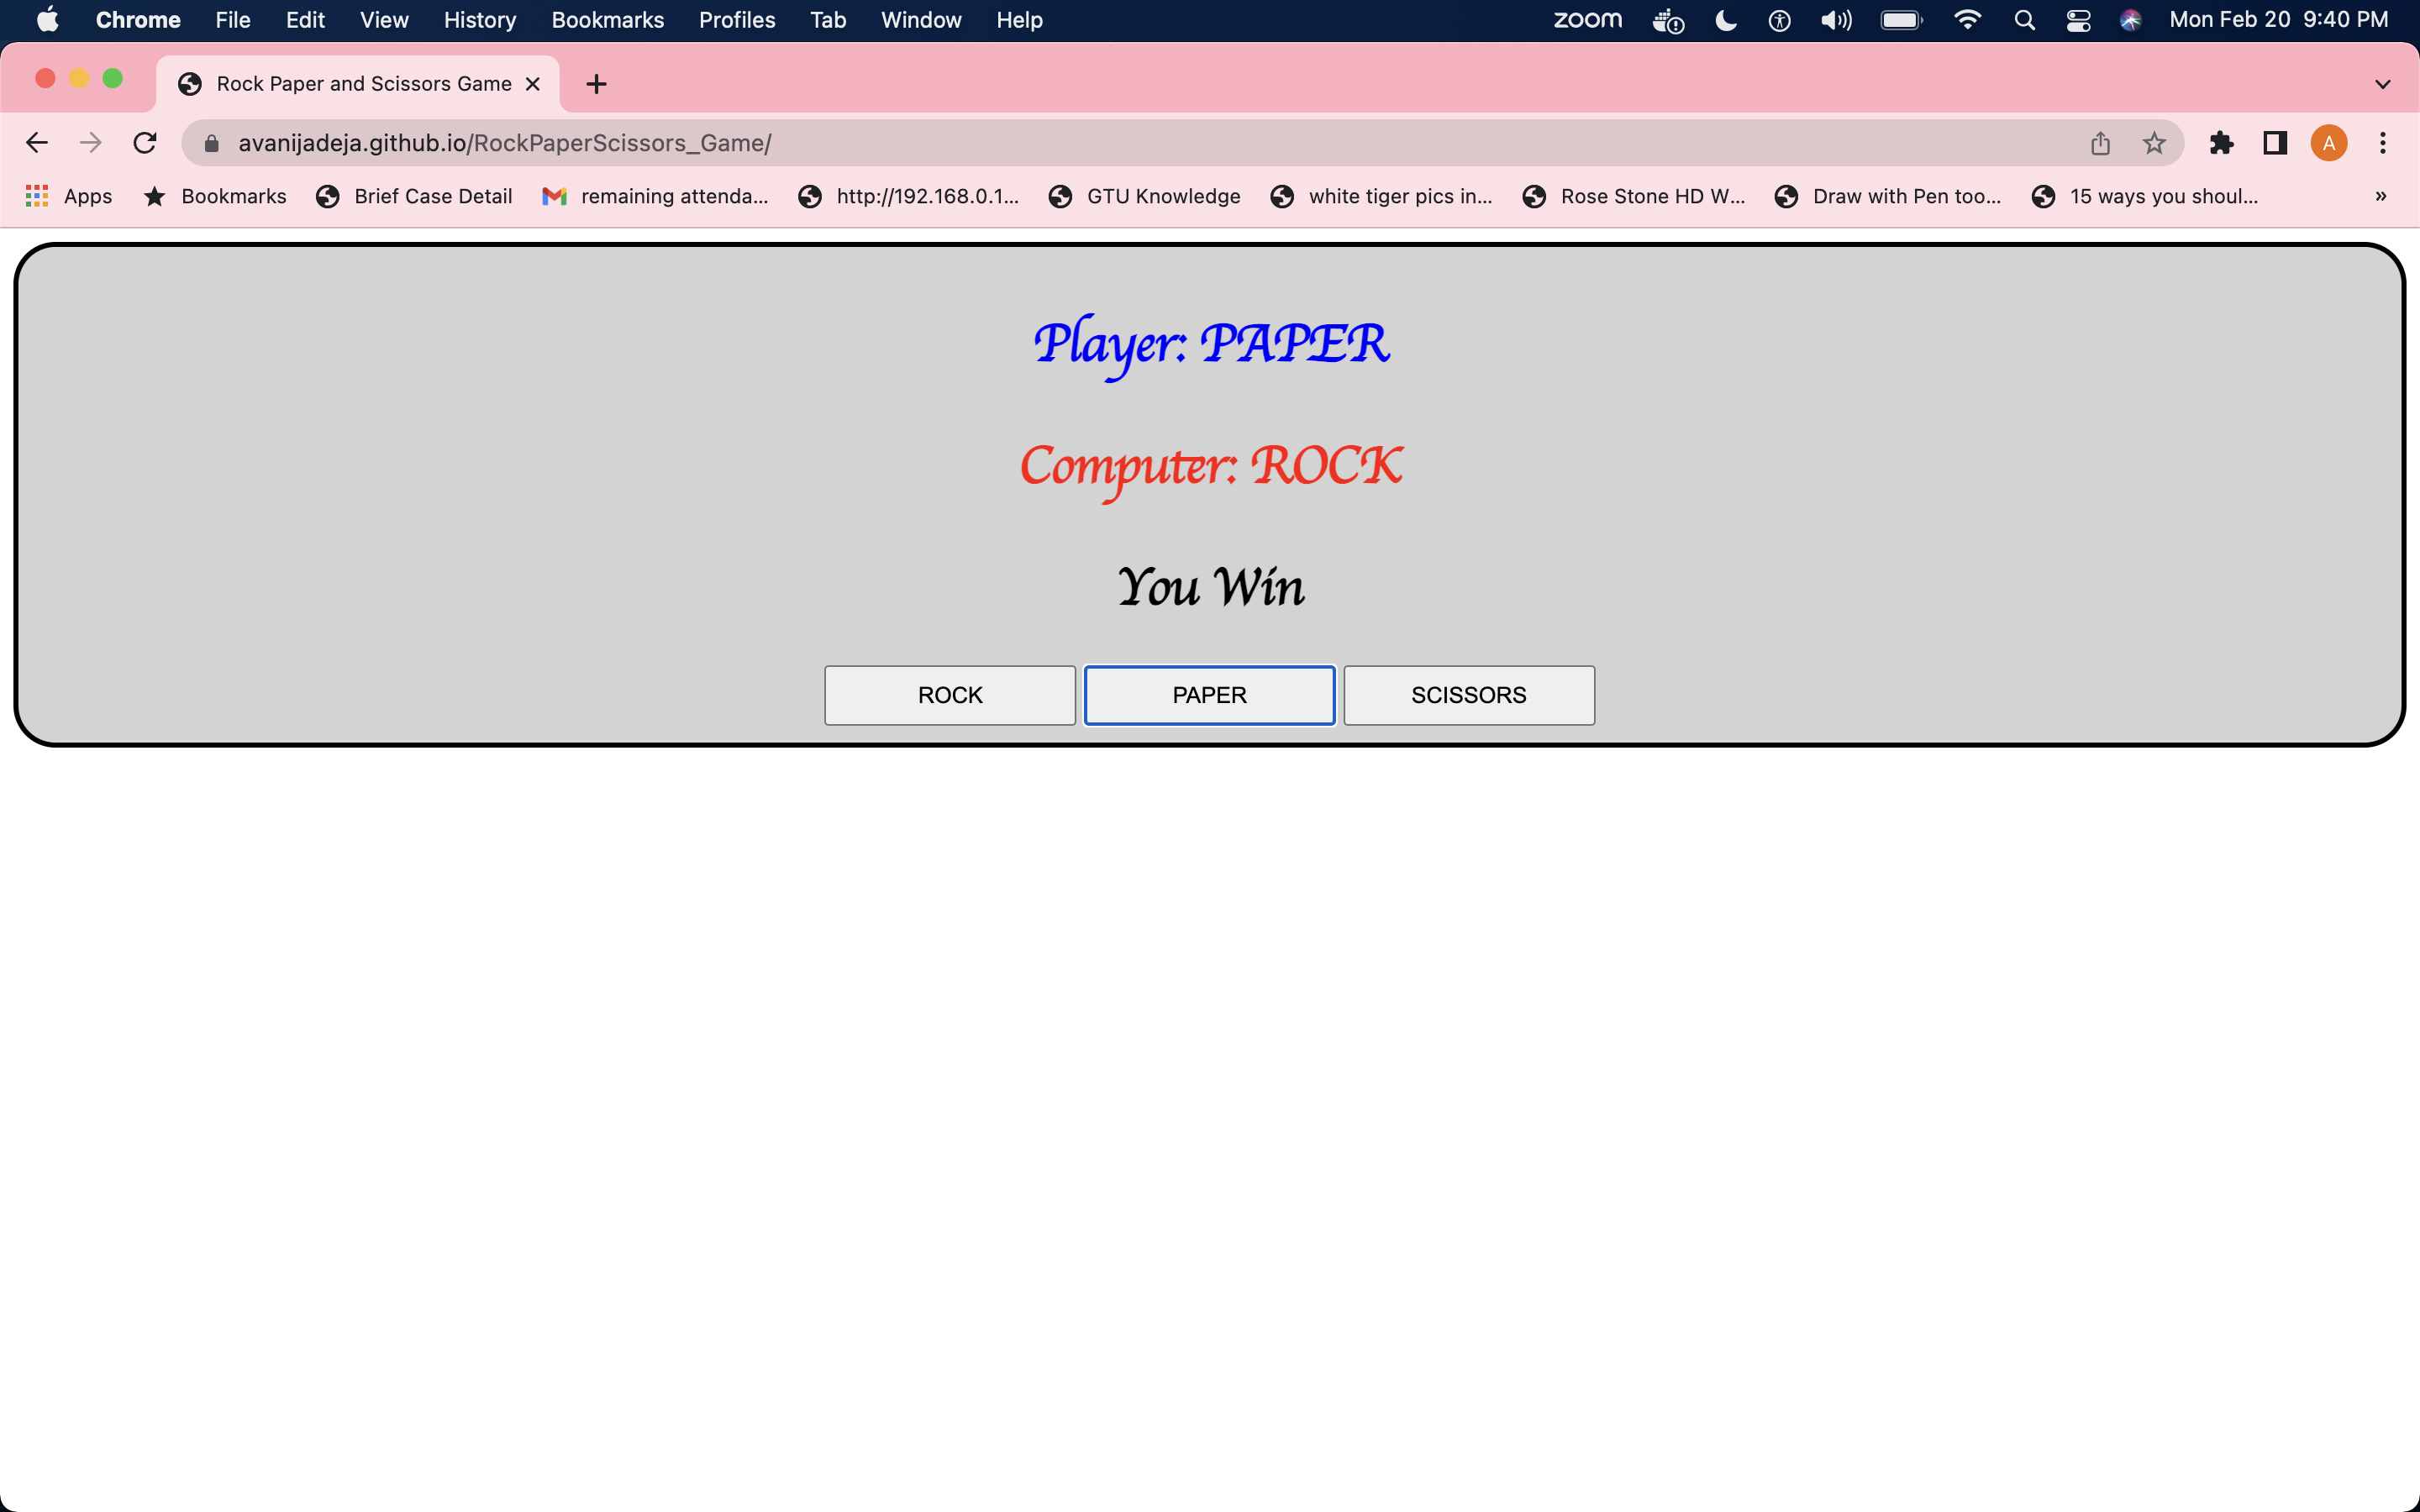 Chrome File Edit View History Bookmarks Profiles Tab Window Help zoom Mon Feb 20 9:40 PM
Rock Paper and Scissors Game
avanijadeja.github.io/RockPaperScissors_Game/ A
Apps Bookmarks Brief Case Detail remaining attenda... http://192.168.0.1... GTU Knowledge white tiger pics in... Rose Stone HD W... Draw with Pen too... 15 ways you shoul... »
Player: PAPER
Computer: ROCK
You Win
ROCK PAPER SCISSORS